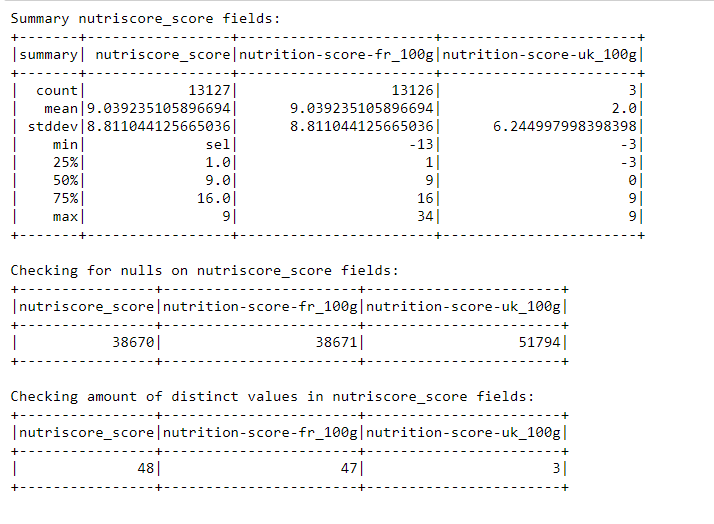 Summary nutriscore_score fields:
+-------+-----------------+-----------------------+-----------------------+
|summary| nutriscore_score|nutrition-score-fr_100g|nutrition-score-uk_100g|
+-------+-----------------+-----------------------+-----------------------+
|  count|            13127|                  13126|                      3|
|   mean|9.039235105896694|      9.039235105896694|                    2.0|
| stddev|8.811044125665036|      8.811044125665036|      6.244997998398398|
|    min|              sel|                    -13|                     -3|
|    25%|              1.0|                      1|                     -3|
|    50%|              9.0|                      9|                      0|
|    75%|             16.0|                     16|                      9|
|    max|                9|                     34|                      9|
+-------+-----------------+-----------------------+-----------------------+
Checking for nulls on nutriscore_score fields:
+----------------+-----------------------+-----------------------+
|nutriscore_score|nutrition-score-fr_100g|nutrition-score-uk_100g|
+----------------+-----------------------+-----------------------+
|           38670|                  38671|                  51794|
+----------------+-----------------------+-----------------------+
Checking amount of distinct values in nutriscore_score fields:
+----------------+-----------------------+-----------------------+
|nutriscore_score|nutrition-score-fr_100g|nutrition-score-uk_100g|
+----------------+-----------------------+-----------------------+
|              48|                     47|                      3|
+----------------+-----------------------+-----------------------+